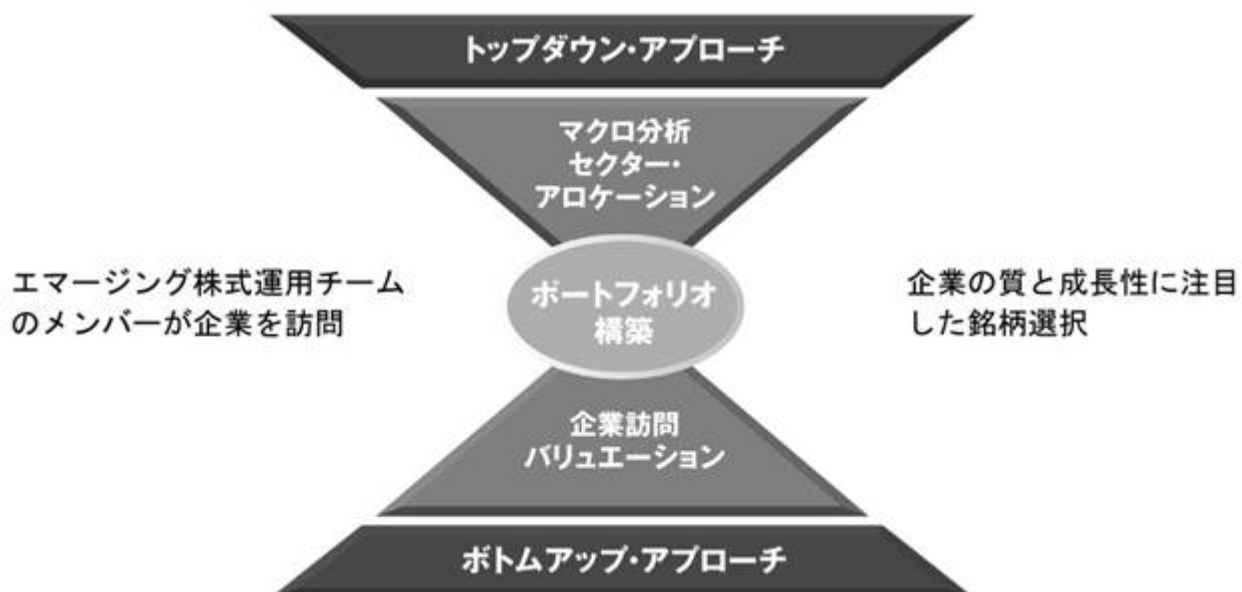 トップダウン・アプローチ
マクロ分析
セクター・
アロケーション
エマージング株式運用チーム
のメンバーが企業を訪問
ポートフォリオ
構築
企業の質と成長性に注目
した銘柄選択
企業訪問
バリュエーション
ボトムアップ・アプローチ